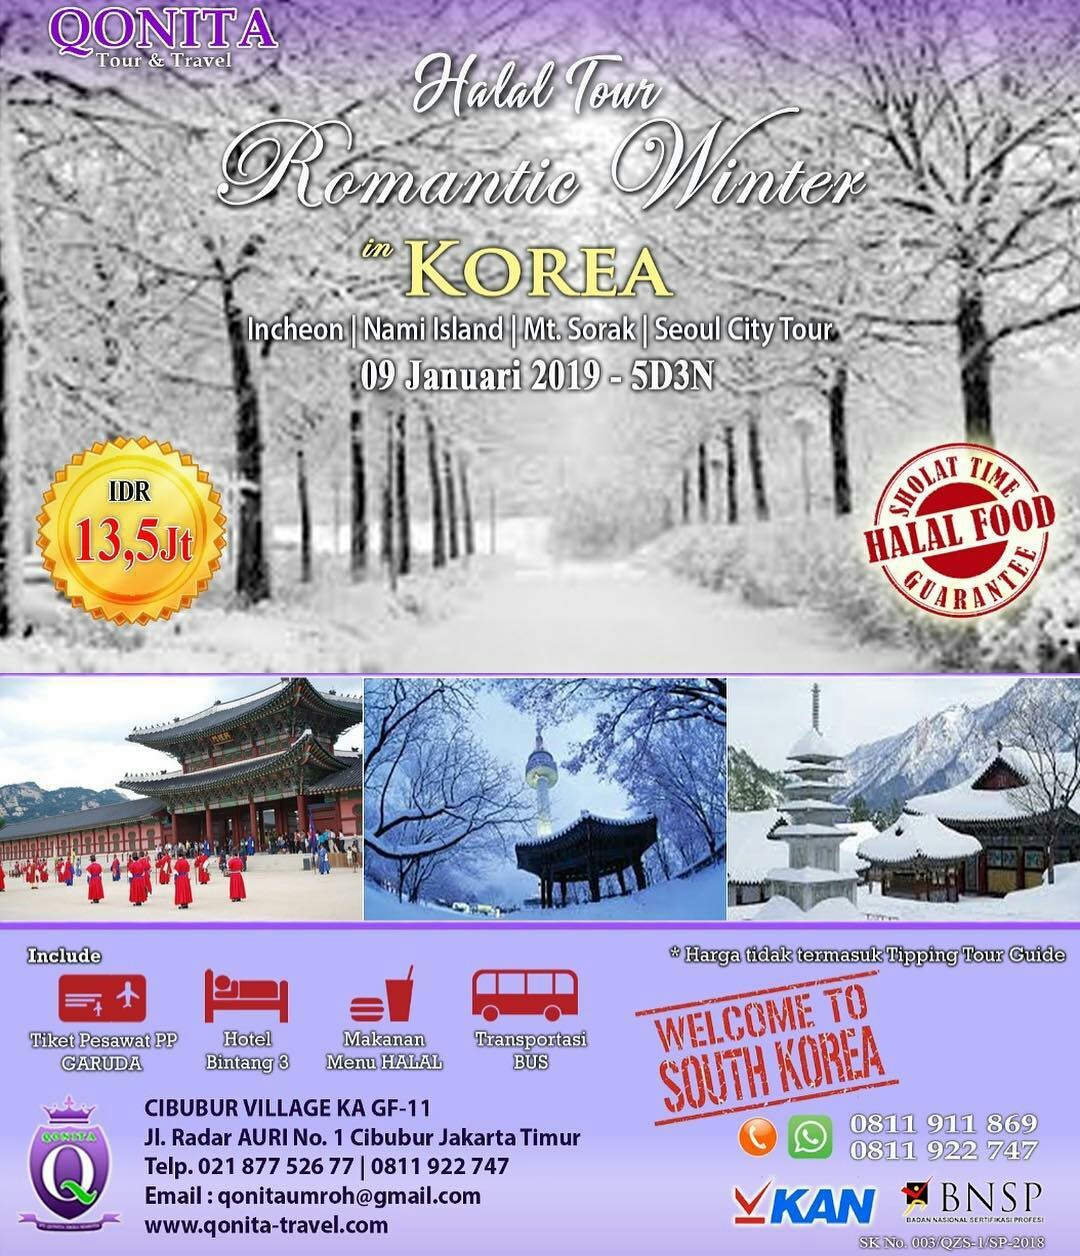 QONITA
Tour & Travel
Halal Tour
Romantic Winter
in KOREA
Incheon | Nami Island | Mt. Sorak | Seoul City Tour
09 Januari 2019 - 5D3N
IDR
13,5Jt
SHOLAT TIME
HALAL FOOD
GUARANTEE
Include
* Harga tidak termasuk Tipping Tour Guide
Tiket Pesawat PP
GARUDA
Hotel
Bintang 3
Makanan
Menu HALAL
Transportasi
BUS
WELCOME TO
SOUTH KOREA
QONITA
Q
CIBUBUR VILLAGE KA GF-11
Jl. Radar AURI No. 1 Cibubur Jakarta Timur
Telp. 021 877 526 77 | 0811 922 747
Email : qonitaumroh@gmail.com
www.qonita-travel.com
0811 911 869
0811 922 747
KAN
BNSP
BADAN NASIONAL SERTIFIKASI PROFESI
SK No. 003/QZS-1/SP-2018